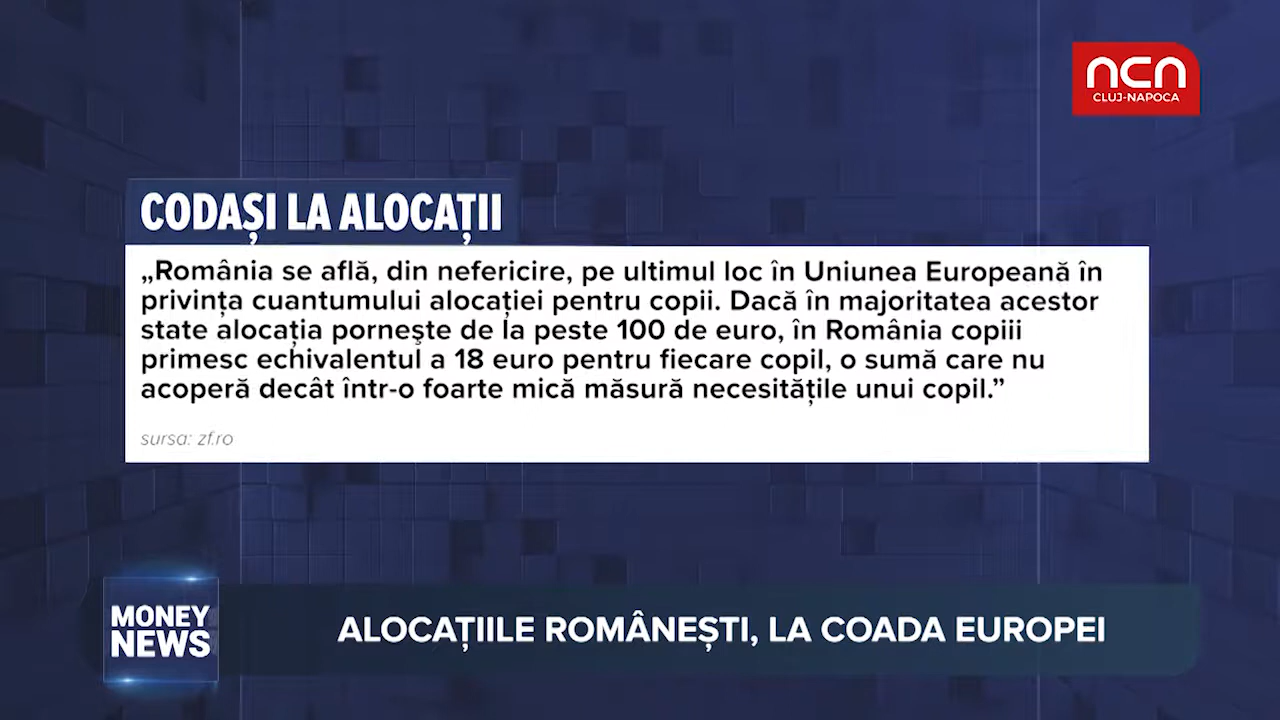 ncn
CLUJ-NAPOCA
CODAȘI LA ALOCAȚII
„România se află, din nefericire, pe ultimul loc în Uniunea Europeană în
privința cuantumului alocației pentru copii. Dacă în majoritatea acestor
state alocația porneşte de la peste 100 de euro, în România copiii
primesc echivalentul a 18 euro pentru fiecare copil, o sumă care nu
acoperă decât într-o foarte mică măsură necesitățile unui copil.”
sursa: zf.ro
MONEY
NEWS
ALOCAȚIILE ROMÂNEȘTI, LA COADA EUROPEI